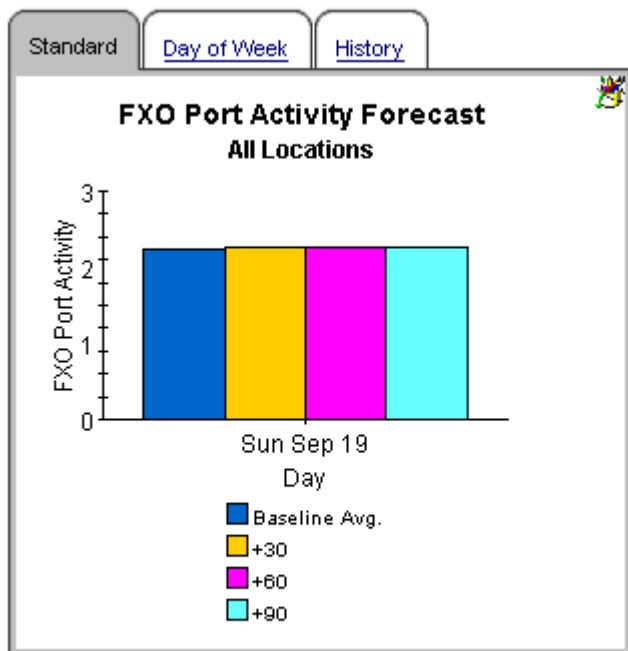 Standard
Day of Week
History
FXO Port Activity Forecast
All Locations
FXO Port Activity
3
2
1
0
Sun Sep 19
Day
Baseline Avg.
+30
+60
+90